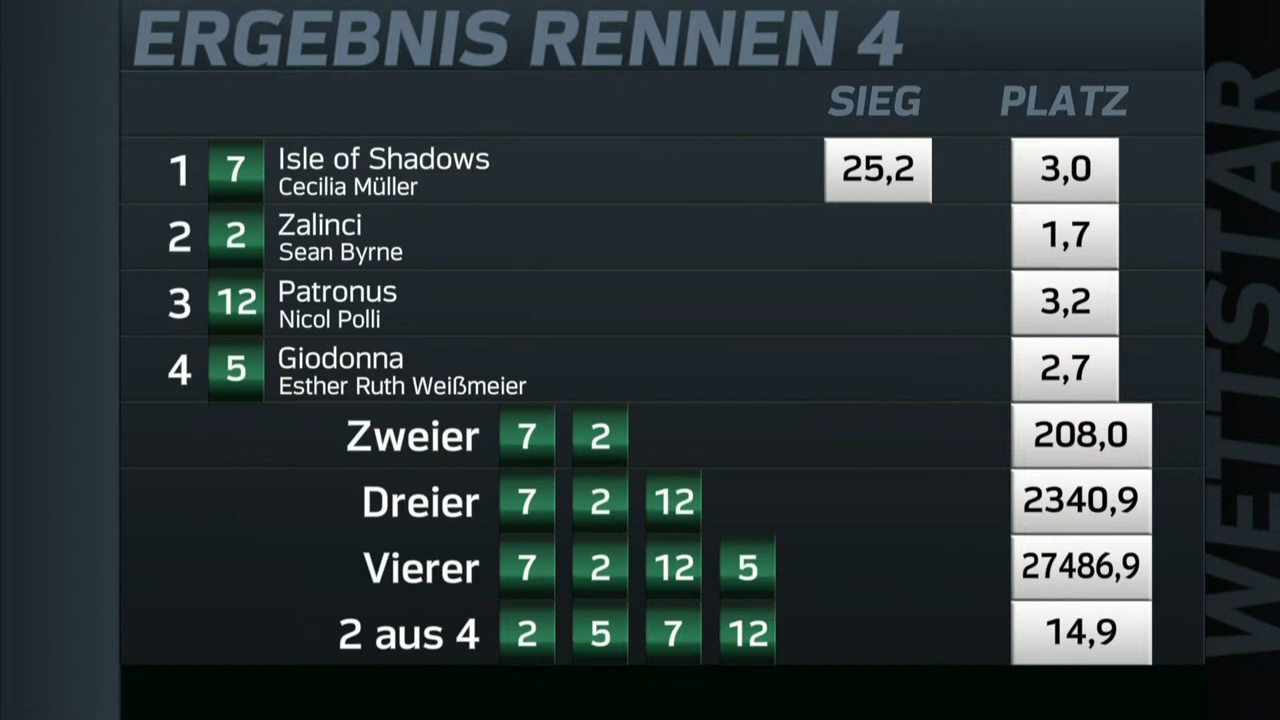 ERGEBNIS RENNEN 4
SIEG PLATZ
1 7 Isle of Shadows 25,2 3,0
Cecilia Müller
2 2 Zalinci 1,7
Sean Byrne
3 12 Patronus 3,2
Nicol Polli
4 5 Giodonna 2,7
Esther Ruth Weißmeier
Zweier 7 2 208,0
Dreier 7 2 12 2340,9
Vierer 7 2 12 5 27486,9
2 aus 4 2 5 7 12 14,9
WETTSTAR